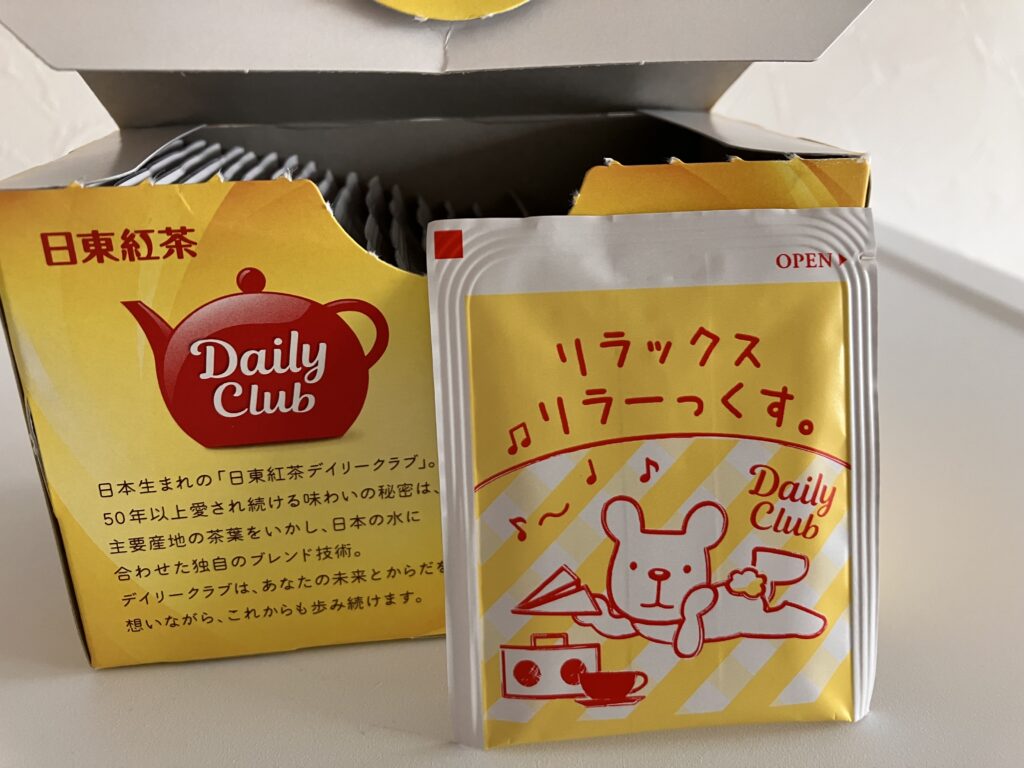 日東紅茶
Daily
Club
日本生まれの「日東紅茶デイリークラブ」。
50年以上愛され続ける味わいの秘密は、
主要産地の茶葉をいかし、日本の水に
合わせた独自のブレンド技術。
デイリークラブは、あなたの未来とからだを
想いながら、これからも歩み続けます。
OPEN
リラックス
リラーっくす。
Daily
Club